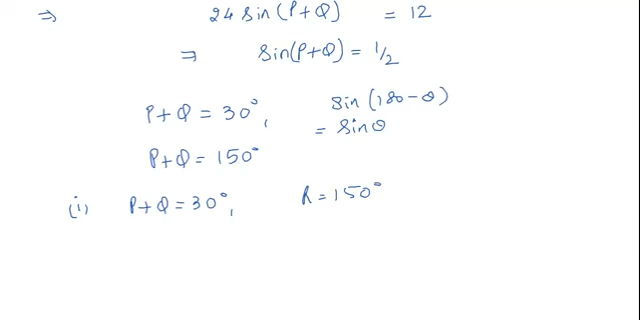 ⇒ 24 Sin(P+Q) = 12
⇒ Sin(P+Q) = 1/2
P+Q = 30°, Sin(180-θ)
= Sinθ
P+Q = 150°
(i) P+Q = 30°, R = 150°